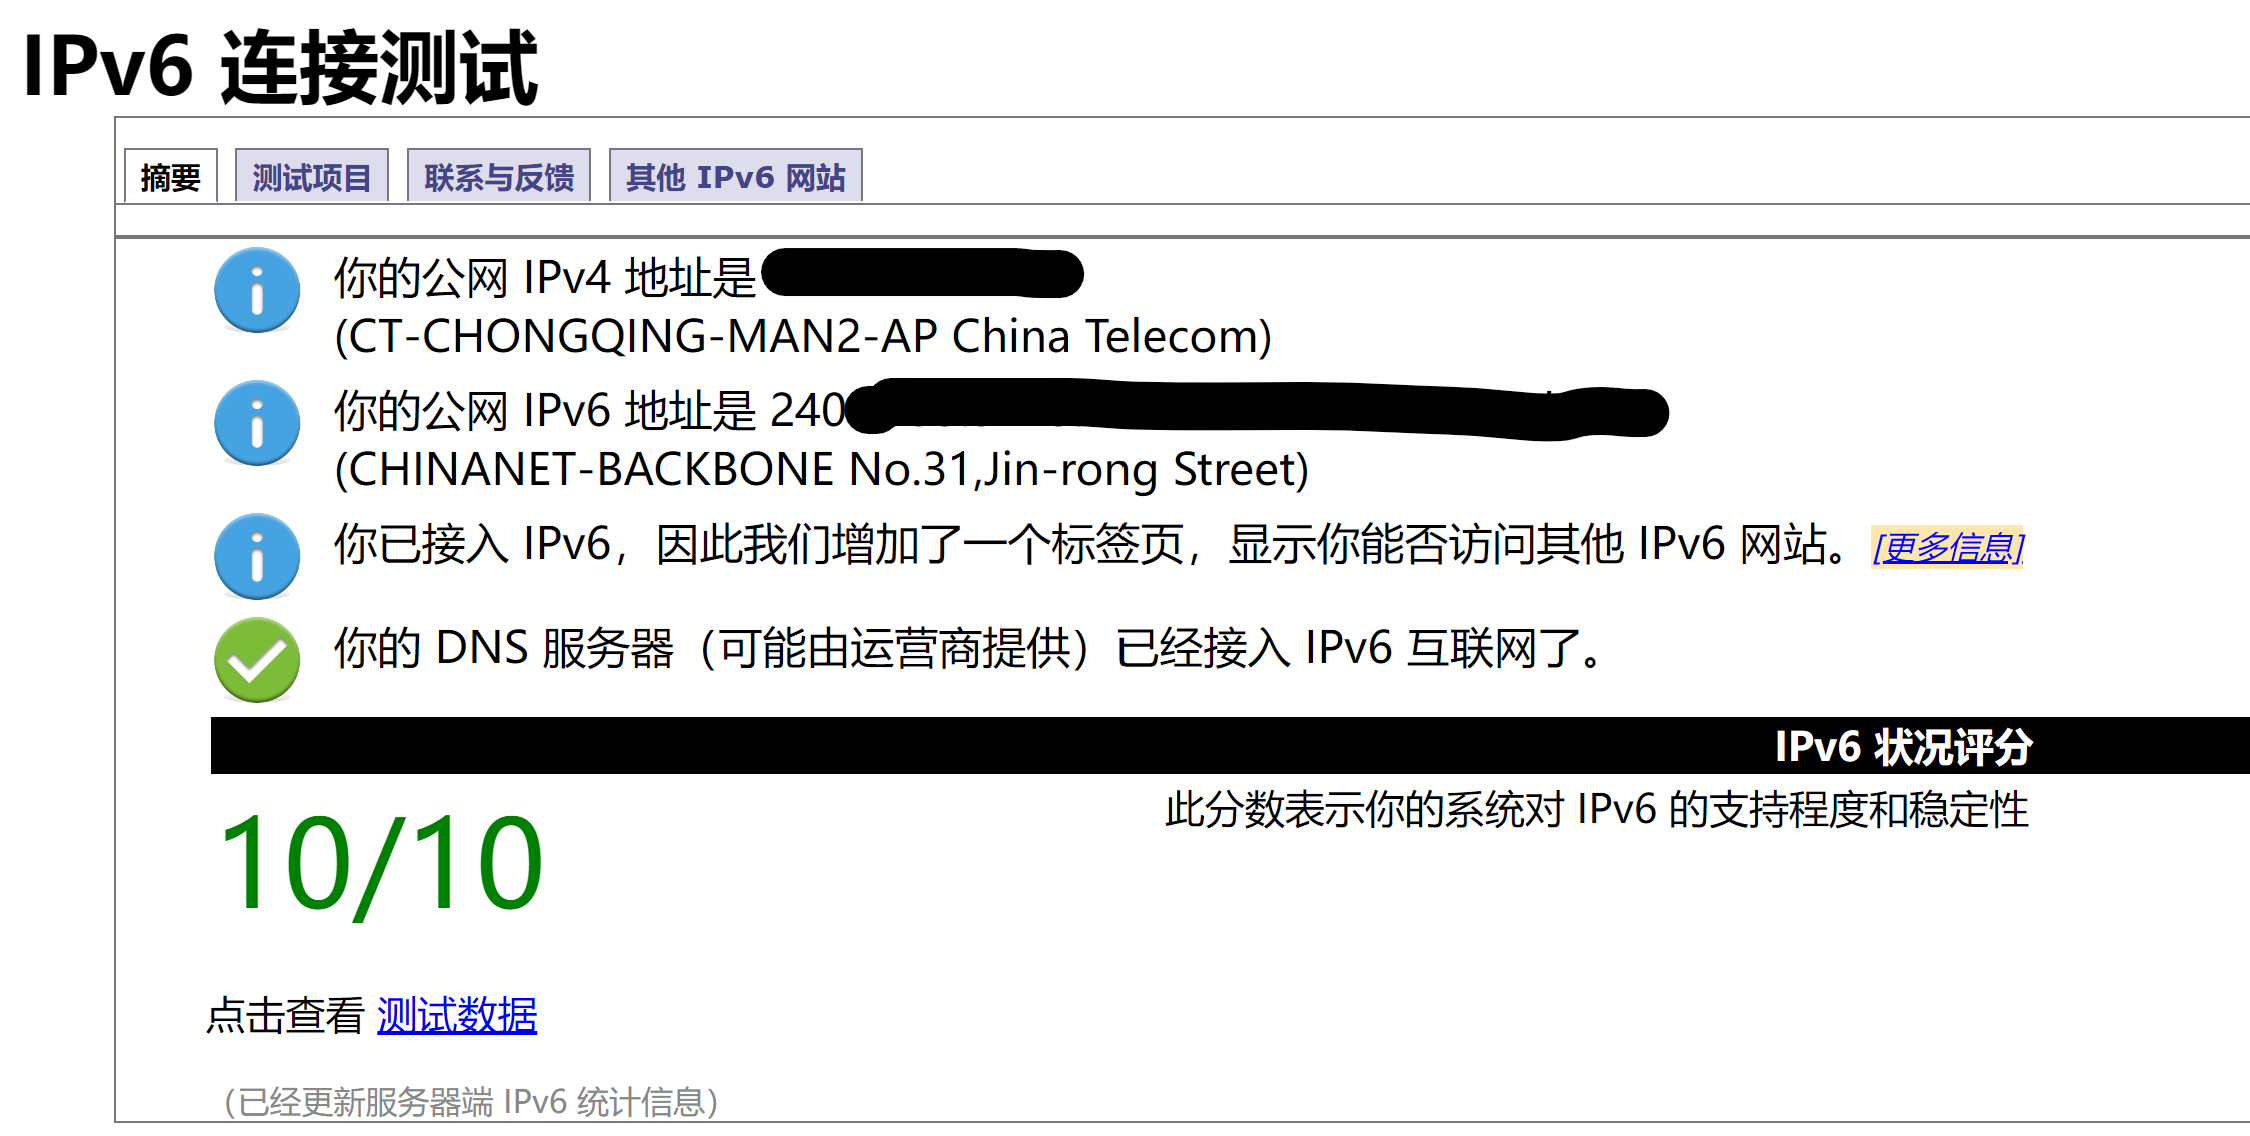 IPv6 连接测试
摘要 测试项目 联系与反馈 其他 IPv6 网站
你的公网 IPv4 地址是
(CT-CHONGQING-MAN2-AP China Telecom)
你的公网 IPv6 地址是 240
(CHINANET-BACKBONE No.31,Jin-rong Street)
你已接入 IPv6，因此我们增加了一个标签页，显示你能否访问其他 IPv6 网站。 [更多信息]
你的 DNS 服务器（可能由运营商提供）已经接入 IPv6 互联网了。
IPv6 状况评分
此分数表示你的系统对 IPv6 的支持程度和稳定性
10/10
点击查看 测试数据
（已经更新服务器端 IPv6 统计信息）